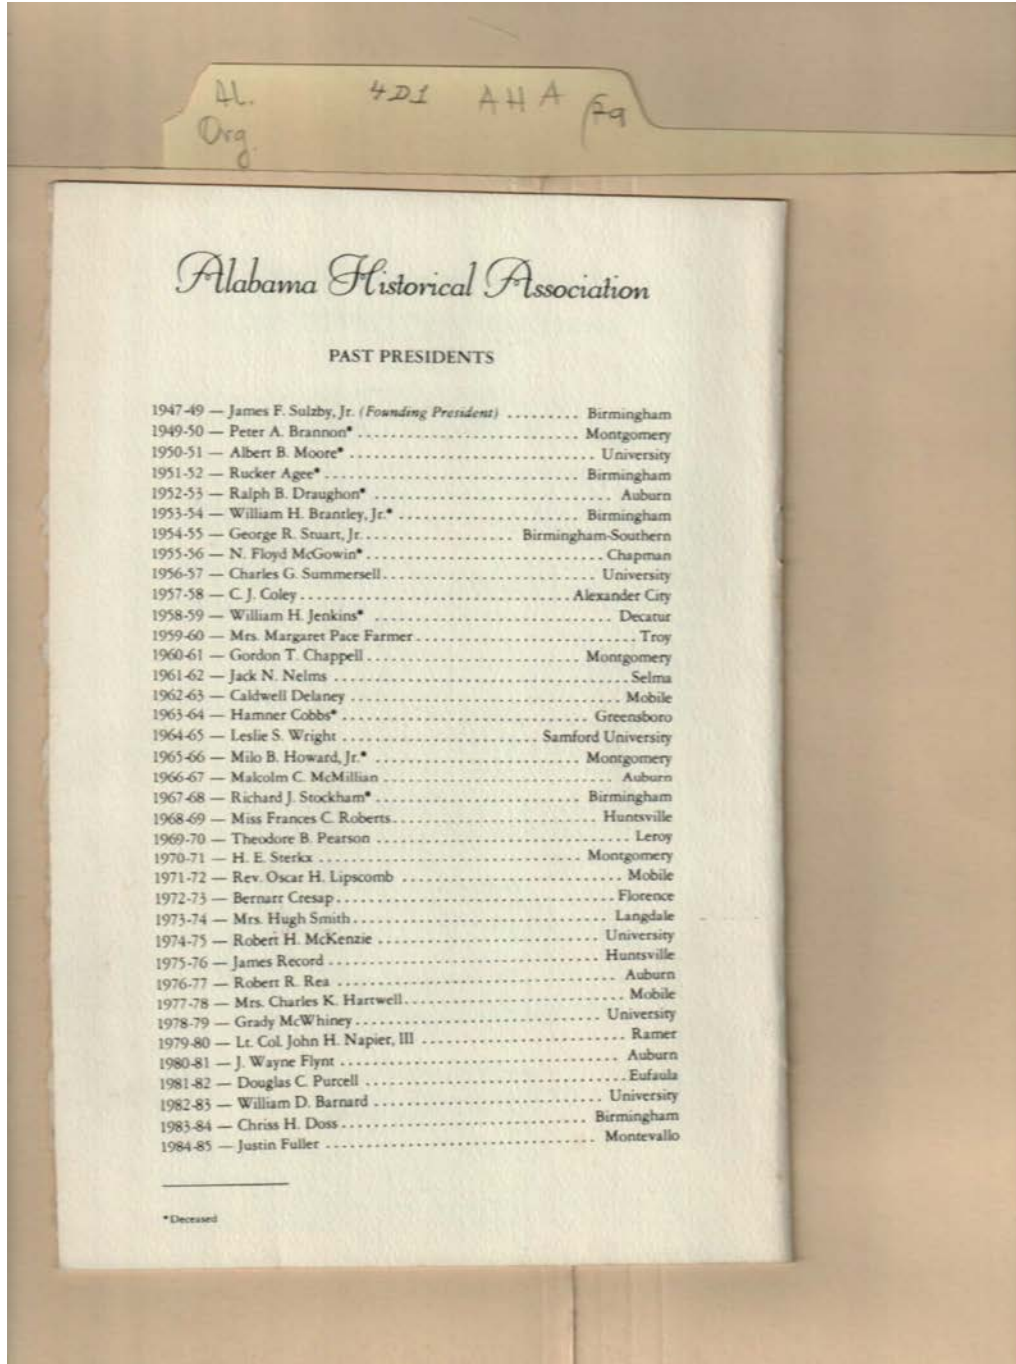 AL. 4D1 AHA
Org.
Alabama Historical Association
PAST PRESIDENTS
1947-49 — James F. Sulzby, Jr. (Founding President) ......... Birmingham
1949-50 — Peter A. Brannon* ............................ Montgomery
1950-51 — Albert B. Moore* ............................... University
1951-52 — Rucker Agee* .................................. Birmingham
1952-53 — Ralph B. Draughon* .............................. Auburn
1953-54 — William H. Brantley, Jr.* ....................... Birmingham
1954-55 — George R. Stuart, Jr. .................. Birmingham-Southern
1955-56 — N. Floyd McGowin* .............................. Chapman
1956-57 — Charles G. Summersell ........................... University
1957-58 — C. J. Coley .................................. Alexander City
1958-59 — William H. Jenkins* ............................... Decatur
1959-60 — Mrs. Margaret Pace Farmer ............................ Troy
1960-61 — Gordon T. Chappell ........................... Montgomery
1961-62 — Jack N. Nelms ..................................... Selma
1962-63 — Caldwell Delaney .................................. Mobile
1963-64 — Hamner Cobbs* ............................... Greensboro
1964-65 — Leslie S. Wright ......................... Samford University
1965-66 — Milo B. Howard, Jr.* .......................... Montgomery
1966-67 — Malcolm C. McMillian ............................. Auburn
1967-68 — Richard J. Stockham* .......................... Birmingham
1968-69 — Miss Frances C. Roberts .......................... Huntsville
1969-70 — Theodore B. Pearson ................................ Leroy
1970-71 — H. E. Sterkx ................................. Montgomery
1971-72 — Rev. Oscar H. Lipscomb ............................ Mobile
1972-73 — Bernarr Cresap .................................... Florence
1973-74 — Mrs. Hugh Smith ................................. Langdale
1974-75 — Robert H. McKenzie ............................ University
1975-76 — James Record ................................... Huntsville
1976-77 — Robert R. Rea .................................... Auburn
1977-78 — Mrs. Charles K. Hartwell ............................ Mobile
1978-79 — Grady McWhiney ............................... University
1979-80 — Lt. Col. John H. Napier, III .......................... Ramer
1980-81 — J. Wayne Flynt ................................... Auburn
1981-82 — Douglas C. Purcell ................................. Eufaula
1982-83 — William D. Barnard ............................. University
1983-84 — Chriss H. Doss ................................. Birmingham
1984-85 — Justin Fuller .................................. Montevallo
*Deceased